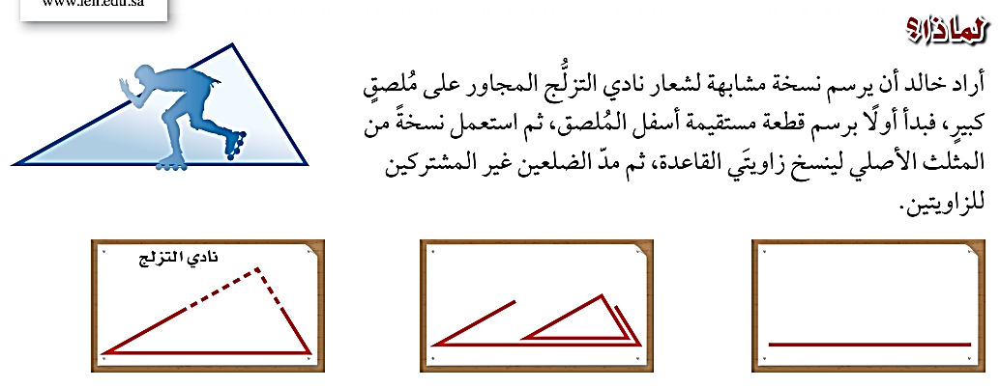 www.ien.edu.sa
لماذا؟
أراد خالد أن يرسم نسخة مشابهة لشعار نادي التزلُّج المجاور على مُلصقٍ
كبيرٍ، فبدأ أولًا برسم قطعة مستقيمة أسفل المُلصق، ثم استعمل نسخةً من
المثلث الأصلي لينسخ زاويتَي القاعدة، ثم مدّ الضلعين غير المشتركين
للزاويتين.
نادي التزلج